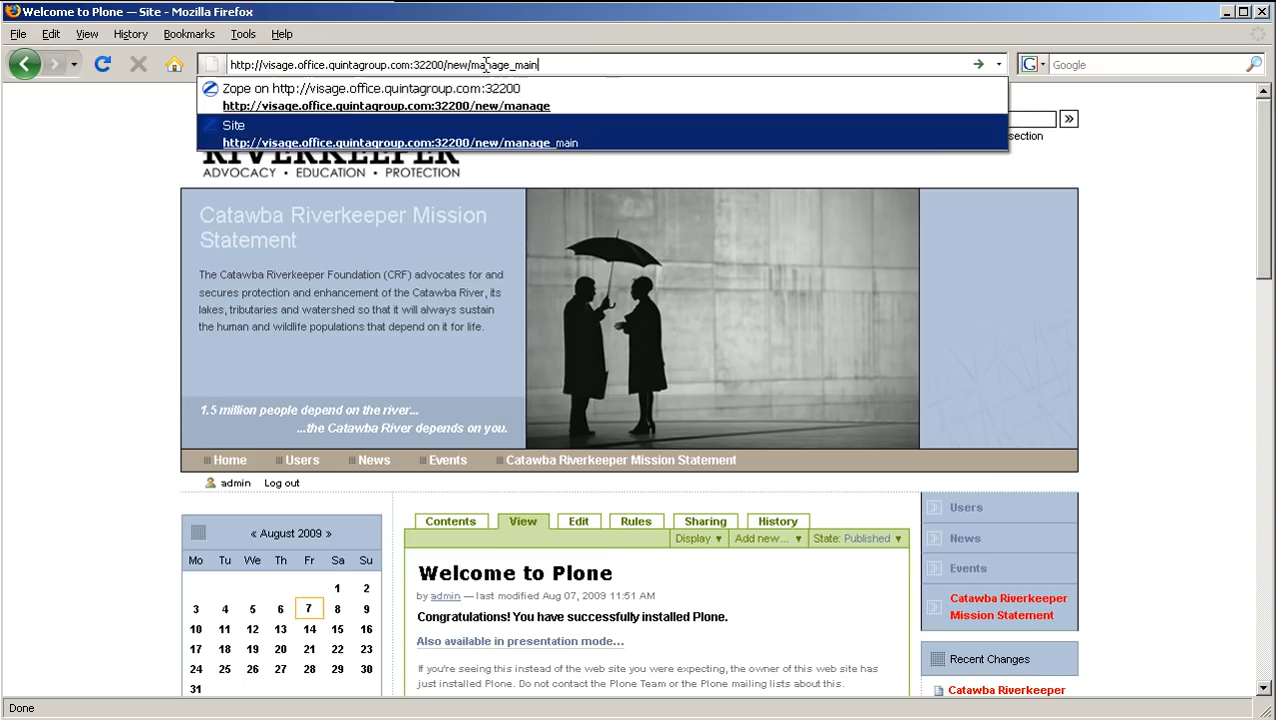 Welcome to Plone — Site - Mozilla Firefox
File Edit View History Bookmarks Tools Help
http://visage.office.quintagroup.com:32200/new/manage_main
Google
Zope on http://visage.office.quintagroup.com:32200
http://visage.office.quintagroup.com:32200/new/manage
Site
http://visage.office.quintagroup.com:32200/new/manage_main
section
RIVERKEEPER
ADVOCACY • EDUCATION • PROTECTION
Catawba Riverkeeper Mission
Statement
The Catawba Riverkeeper Foundation (CRF) advocates for and
secures protection and enhancement of the Catawba River, its
lakes, tributaries and watershed so that it will always sustain
the human and wildlife populations that depend on it for life.
1.5 million people depend on the river...
...the Catawba River depends on you.
Home Users News Events Catawba Riverkeeper Mission Statement
admin Log out
« August 2009 »
Mo Tu We Th Fr Sa Su
1 2
3 4 5 6 7 8 9
10 11 12 13 14 15 16
17 18 19 20 21 22 23
24 25 26 27 28 29 30
31
Contents View Edit Rules Sharing History
Display ▼ Add new... ▼ State: Published ▼
Welcome to Plone
by admin — last modified Aug 07, 2009 11:51 AM
Congratulations! You have successfully installed Plone.
Also available in presentation mode...
If you're seeing this instead of the web site you were expecting, the owner of this web site has
just installed Plone. Do not contact the Plone Team or the Plone mailing lists about this.
Users
News
Events
Catawba Riverkeeper
Mission Statement
Recent Changes
Catawba Riverkeeper
Done